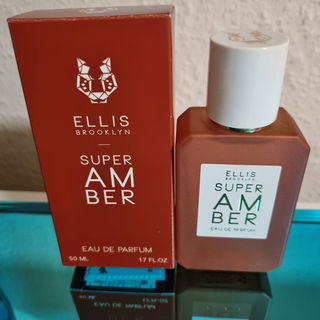 ELLIS
BROOKLYN
SUPER
AM
BER
EAU DE PARFUM
50 ML 1.7 FL OZ
ELLIS
BROOKLYN
SUPER
AM
BER
EAU DE PARFUM